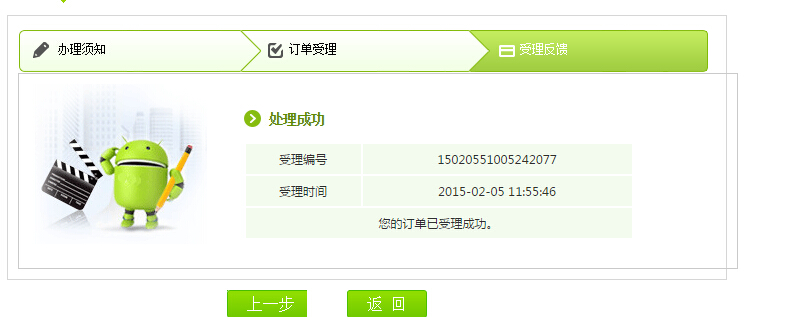 办理须知
订单受理
受理反馈
处理成功
受理编号 15020551005242077
受理时间 2015-02-05 11:55:46
您的订单已受理成功。
上一步 返 回